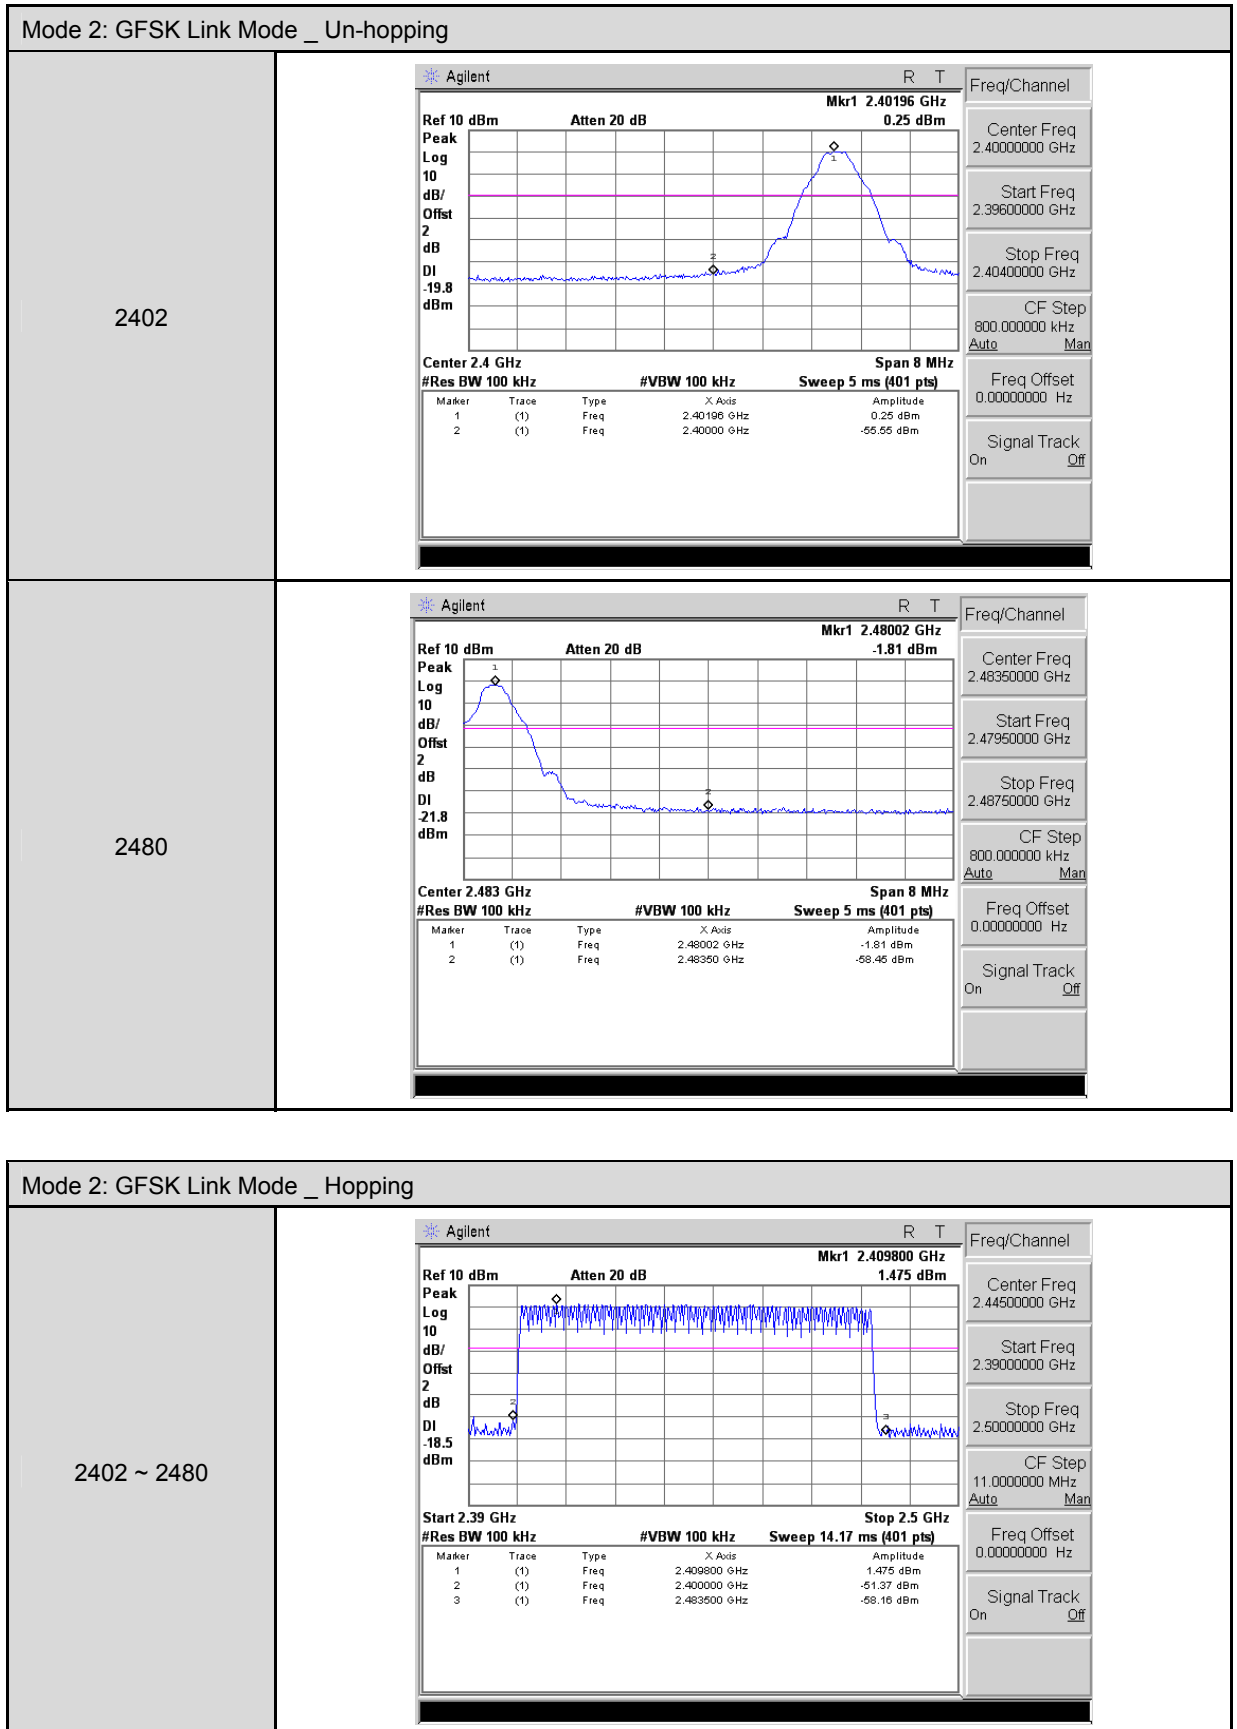 Mode 2: GFSK Link Mode _ Un-hopping
2402
Agilent
R T
Mkr1 2.40196 GHz
Ref 10 dBm Atten 20 dB 0.25 dBm
Peak
Log
10
dB/
Offst
2
dB
DI
-19.8
dBm
1
2
Center 2.4 GHz Span 8 MHz
#Res BW 100 kHz #VBW 100 kHz Sweep 5 ms (401 pts)
Marker Trace Type X Axis Amplitude
1 (1) Freq 2.40196 GHz 0.25 dBm
2 (1) Freq 2.40000 GHz -55.55 dBm
Freq/Channel
Center Freq
2.40000000 GHz
Start Freq
2.39600000 GHz
Stop Freq
2.40400000 GHz
CF Step
800.000000 kHz
Auto Man
Freq Offset
0.00000000 Hz
Signal Track
On Off
2480
Agilent
R T
Mkr1 2.48002 GHz
Ref 10 dBm Atten 20 dB -1.81 dBm
Peak
Log
10
dB/
Offst
2
dB
DI
-21.8
dBm
1
2
Center 2.483 GHz Span 8 MHz
#Res BW 100 kHz #VBW 100 kHz Sweep 5 ms (401 pts)
Marker Trace Type X Axis Amplitude
1 (1) Freq 2.48002 GHz -1.81 dBm
2 (1) Freq 2.48350 GHz -58.45 dBm
Freq/Channel
Center Freq
2.48350000 GHz
Start Freq
2.47950000 GHz
Stop Freq
2.48750000 GHz
CF Step
800.000000 kHz
Auto Man
Freq Offset
0.00000000 Hz
Signal Track
On Off
Mode 2: GFSK Link Mode _ Hopping
2402 ~ 2480
Agilent
R T
Mkr1 2.409800 GHz
Ref 10 dBm Atten 20 dB 1.475 dBm
Peak
Log
10
dB/
Offst
2
dB
DI
-18.5
dBm
2
3
Start 2.39 GHz Stop 2.5 GHz
#Res BW 100 kHz #VBW 100 kHz Sweep 14.17 ms (401 pts)
Marker Trace Type X Axis Amplitude
1 (1) Freq 2.409800 GHz 1.475 dBm
2 (1) Freq 2.400000 GHz -51.37 dBm
3 (1) Freq 2.483500 GHz -58.16 dBm
Freq/Channel
Center Freq
2.44500000 GHz
Start Freq
2.39000000 GHz
Stop Freq
2.50000000 GHz
CF Step
11.0000000 MHz
Auto Man
Freq Offset
0.00000000 Hz
Signal Track
On Off